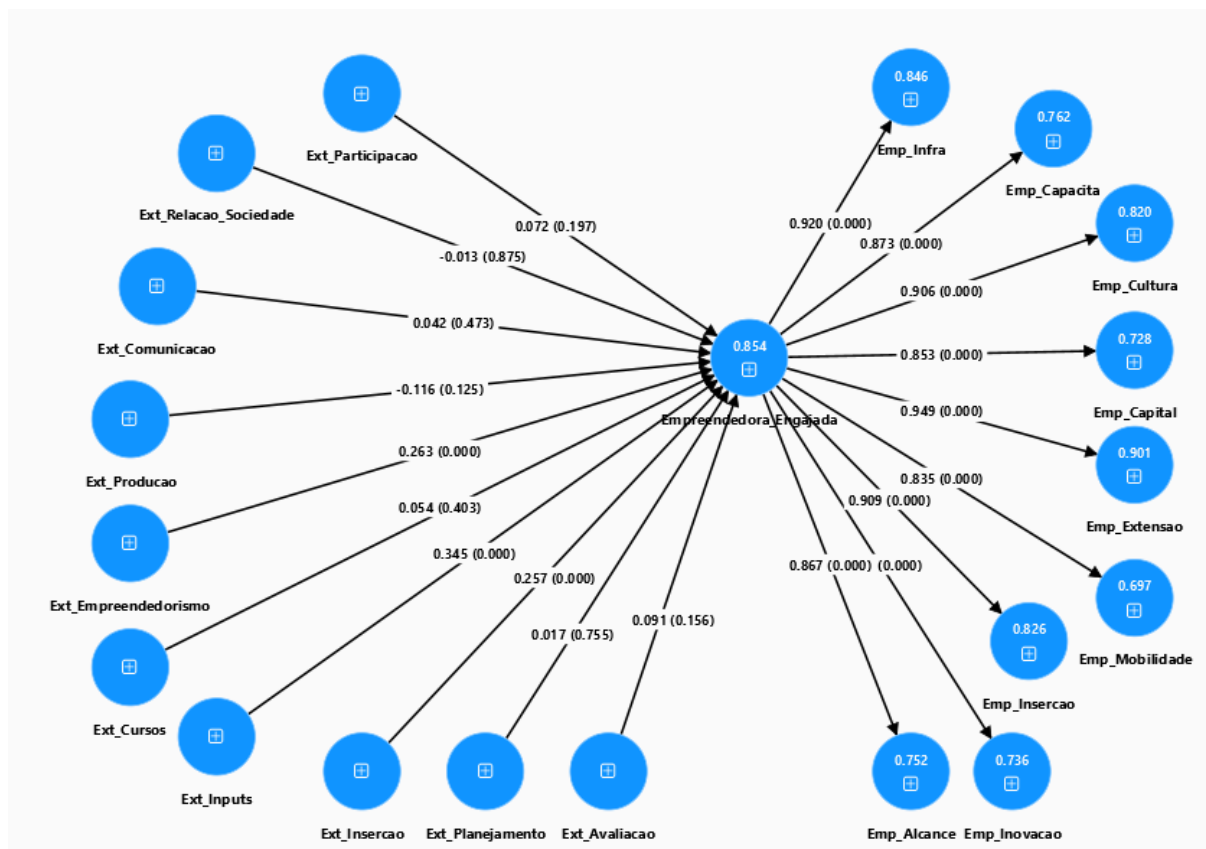 0.846
Emp_Infra
0.762
Emp_Capacita
Ext_Participacao
Ext_Relacao_Sociedade
0.820
Emp_Cultura
0.072 (0.197)
0.920 (0.000)
0.873 (0.000)
-0.013 (0.875)
0.906 (0.000)
Ext_Comunicacao
0.042 (0.473)
0.854
Empreendedora_Engajada
0.853 (0.000)
0.728
Emp_Capital
-0.116 (0.125)
0.949 (0.000)
Ext_Producao
0.263 (0.000)
0.901
Emp_Extensao
0.835 (0.000)
0.054 (0.403)
0.909 (0.000)
Ext_Empreendedorismo
0.345 (0.000)
0.257 (0.000)
0.867 (0.000)
(0.000)
0.697
Emp_Mobilidade
0.017 (0.755)
0.091 (0.156)
0.826
Emp_Insercao
Ext_Cursos
Ext_Inputs
Ext_Insercao
Ext_Planejamento
Ext_Avaliacao
0.752
Emp_Alcance
0.736
Emp_Inovacao